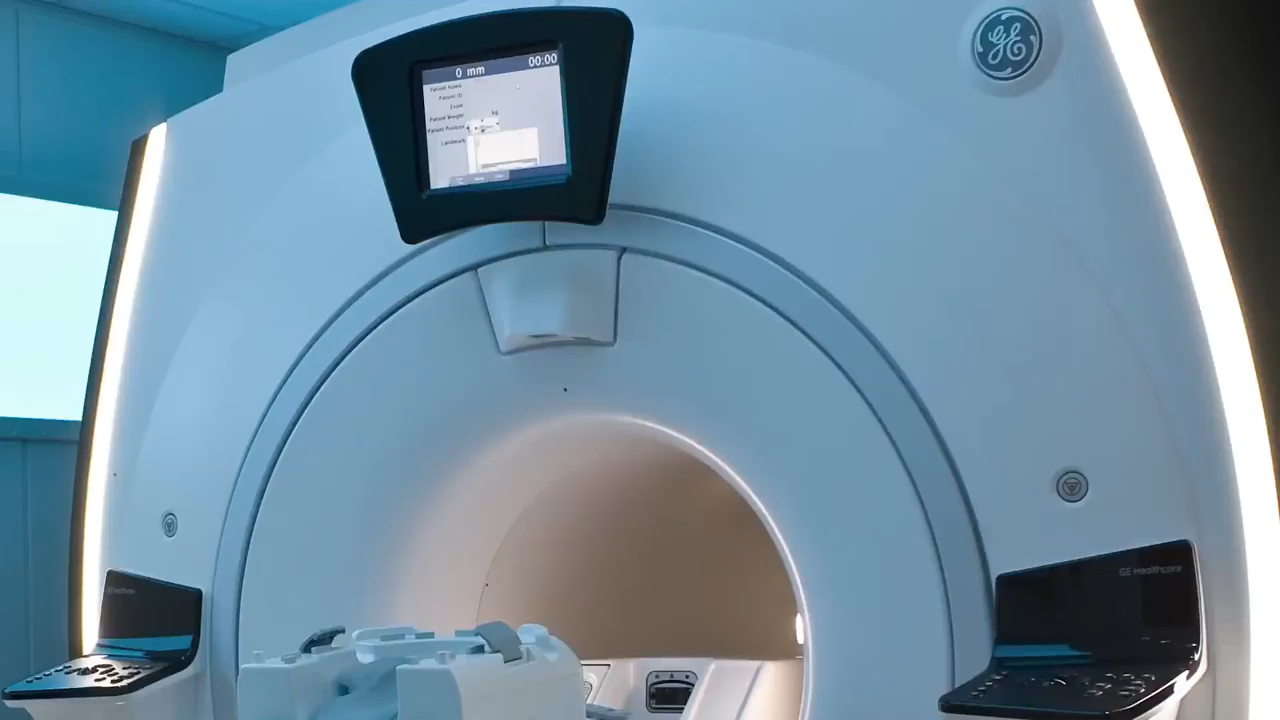 0 mm
00:00
Patient Name
Patient ID
Exam
Patient Weight
kg
Patient Position
Landmark
GE
GE Healthcare